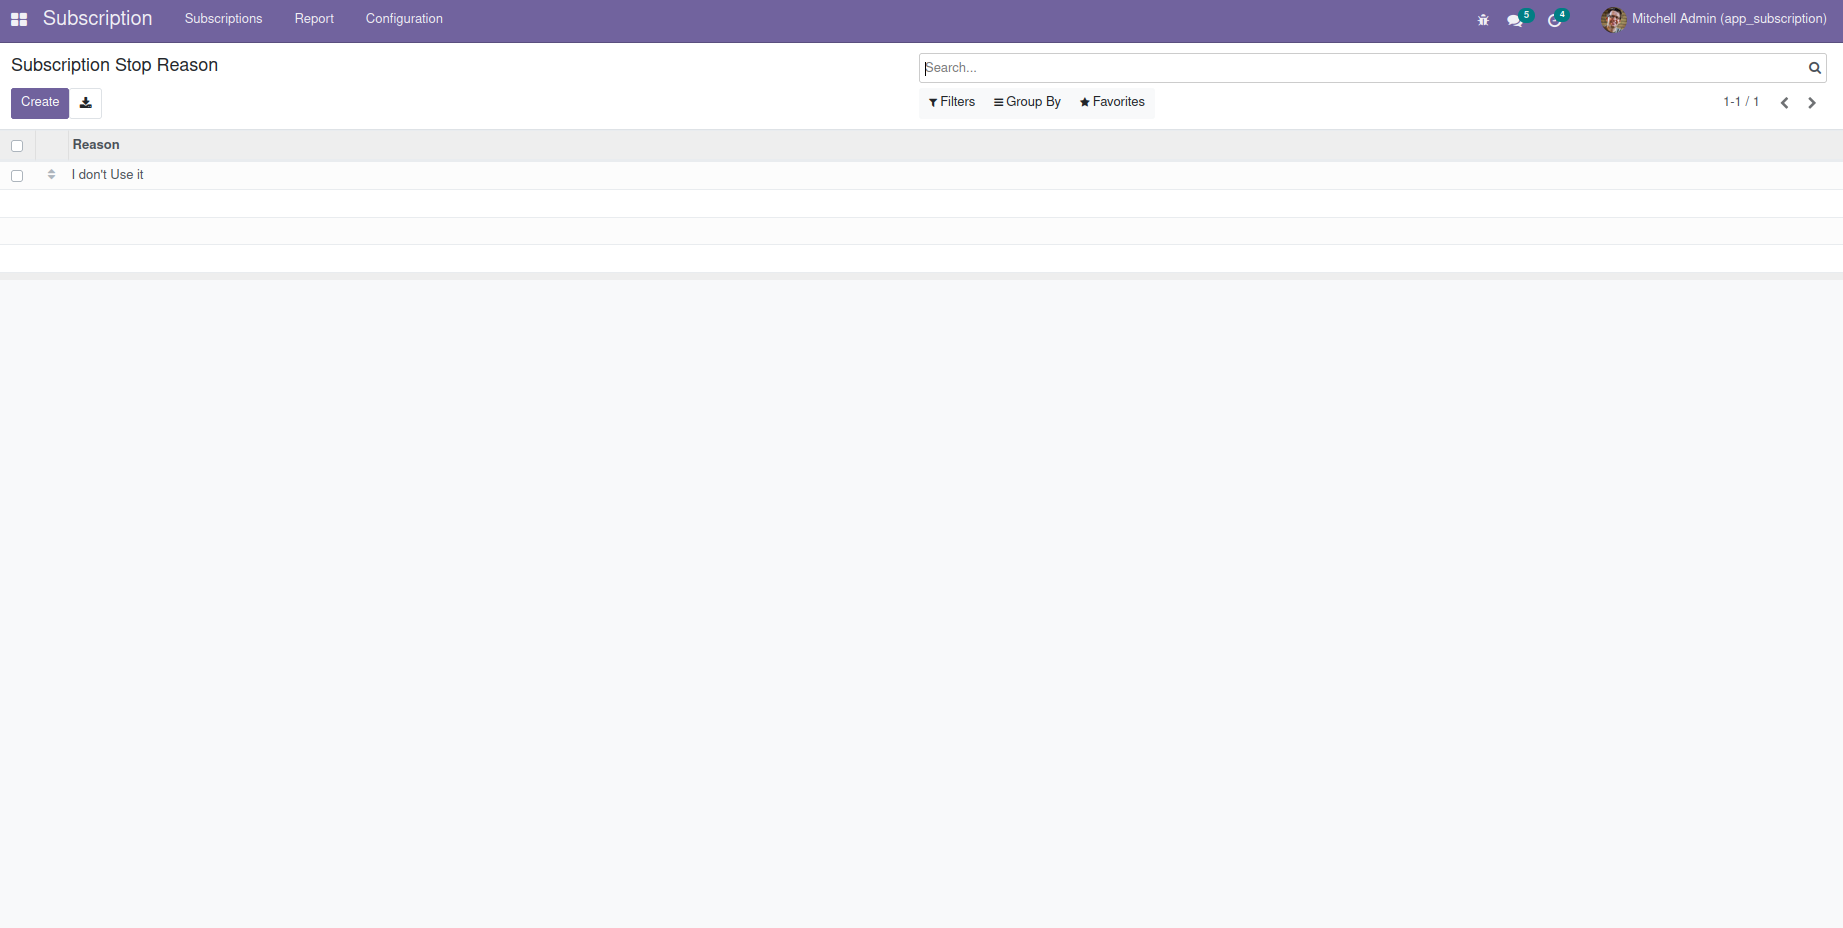 Subscription Subscriptions Report Configuration 5 4 Mitchell Admin (app_subscription)
Subscription Stop Reason Search...
Create Filters Group By Favorites 1-1 / 1
Reason
I don't Use it